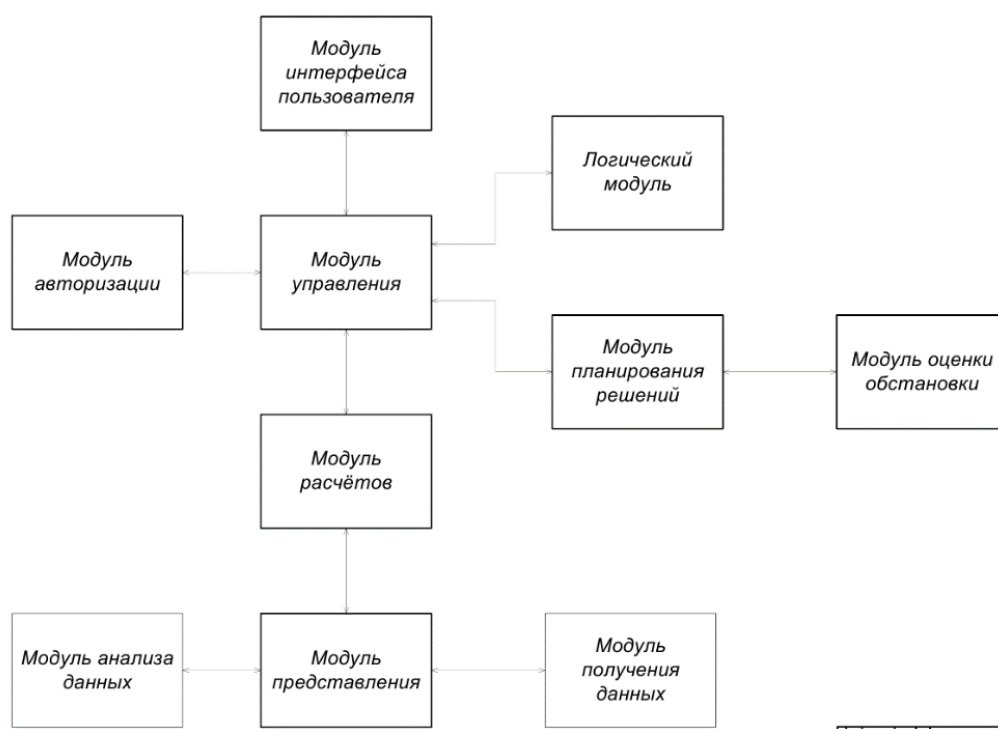 Модуль
интерфейса
пользователя
Логический
модуль
Модуль
авторизации
Модуль
управления
Модуль
планирования
решений
Модуль оценки
обстановки
Модуль
расчётов
Модуль анализа
данных
Модуль
представления
Модуль
получения
данных